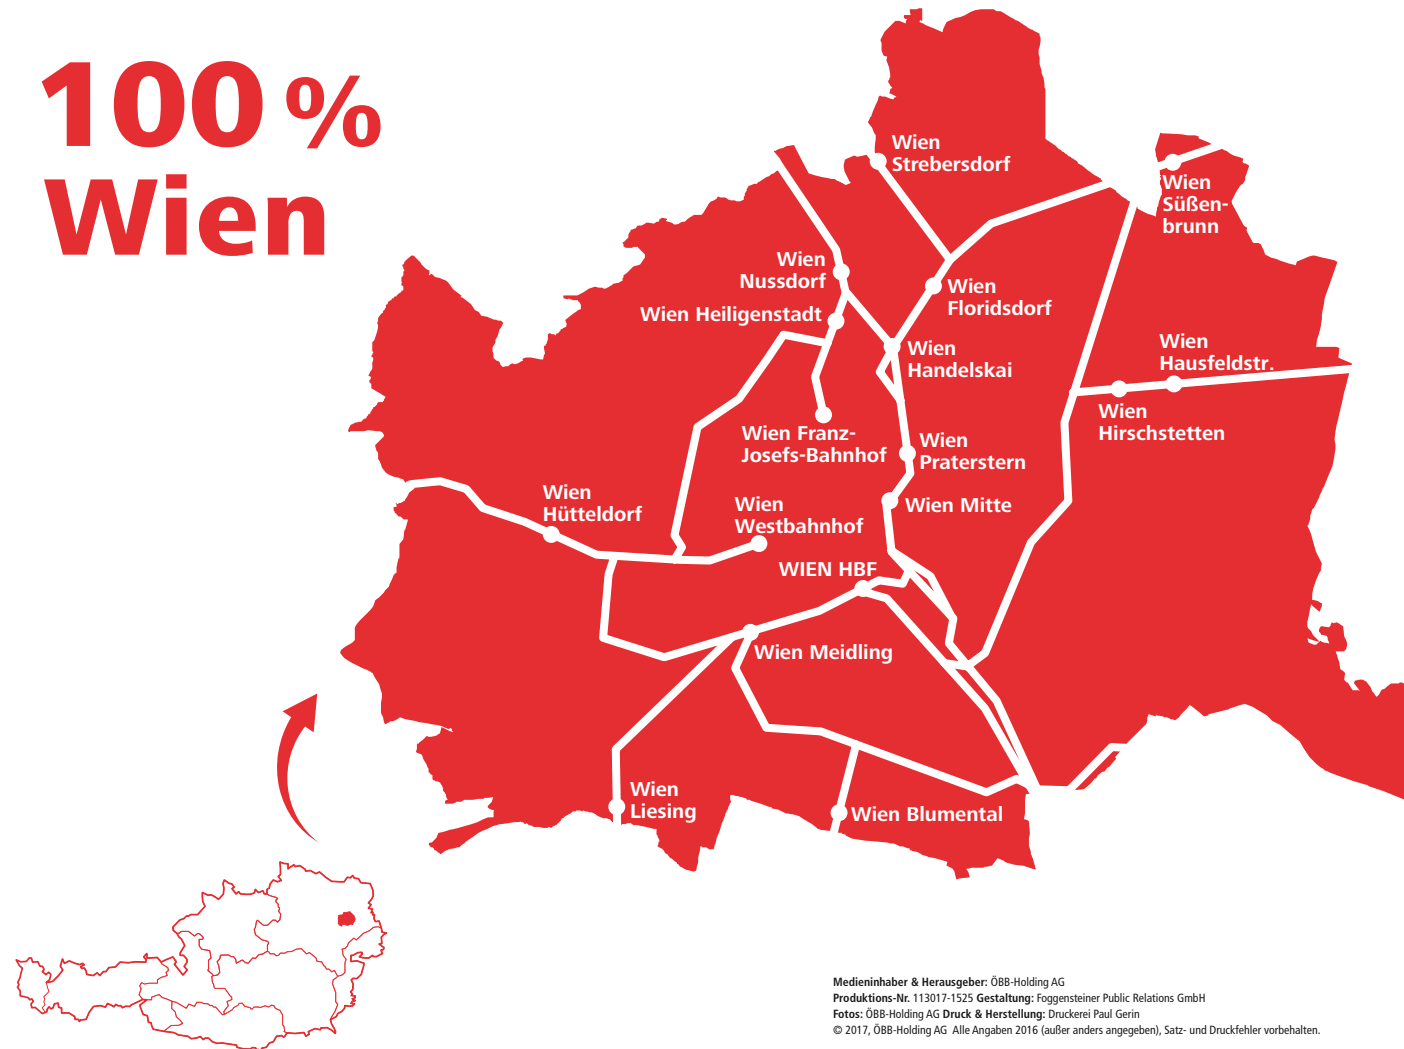 100 %
Wien
Wien
Strebersdorf
Wien
Süßen-
brunn
Wien
Nussdorf
Wien
Floridsdorf
Wien Heiligenstadt
Wien
Handelskai
Wien
Hausfeldstr.
Wien
Hirschstetten
Wien Franz-
Josefs-Bahnhof
Wien
Praterstern
Wien
Hütteldorf
Wien
Westbahnhof
Wien Mitte
WIEN HBF
Wien Meidling
Wien
Liesing
Wien Blumental
Medieninhaber & Herausgeber: ÖBB-Holding AG
Produktions-Nr. 113017-1525 Gestaltung: Foggensteiner Public Relations GmbH
Fotos: ÖBB-Holding AG Druck & Herstellung: Druckerei Paul Gerin
© 2017, ÖBB-Holding AG Alle Angaben 2016 (außer anders angegeben), Satz- und Druckfehler vorbehalten.